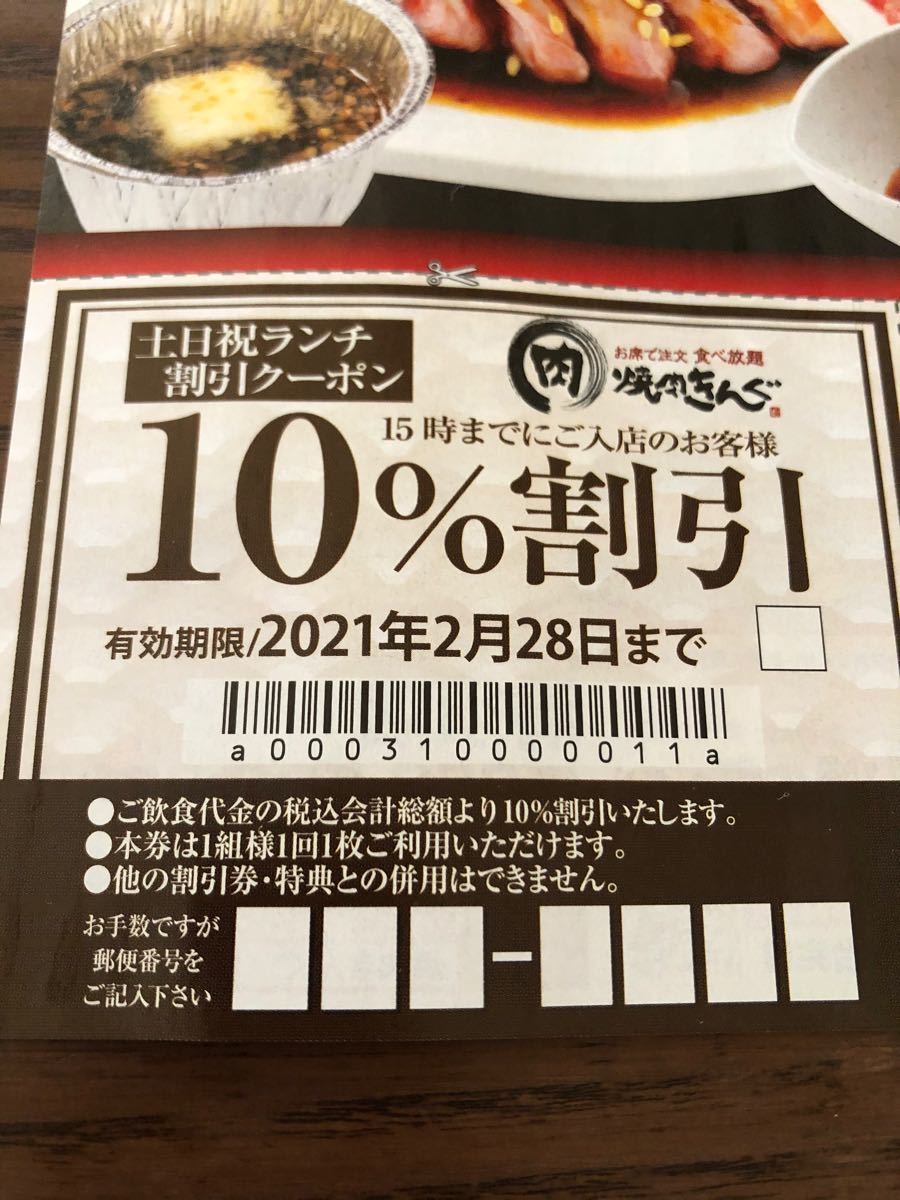 土日祝ランチ
割引クーポン
肉
お席で注文 食べ放題
焼肉きんぐ
15時までにご入店のお客様
10%割引
有効期限/2021年2月28日まで
a0003100000011a
●ご飲食代金の税込会計総額より10%割引いたします。
●本券は1組様1回1枚ご利用いただけます。
●他の割引券・特典との併用はできません。
お手数ですが
郵便番号を
ご記入下さい